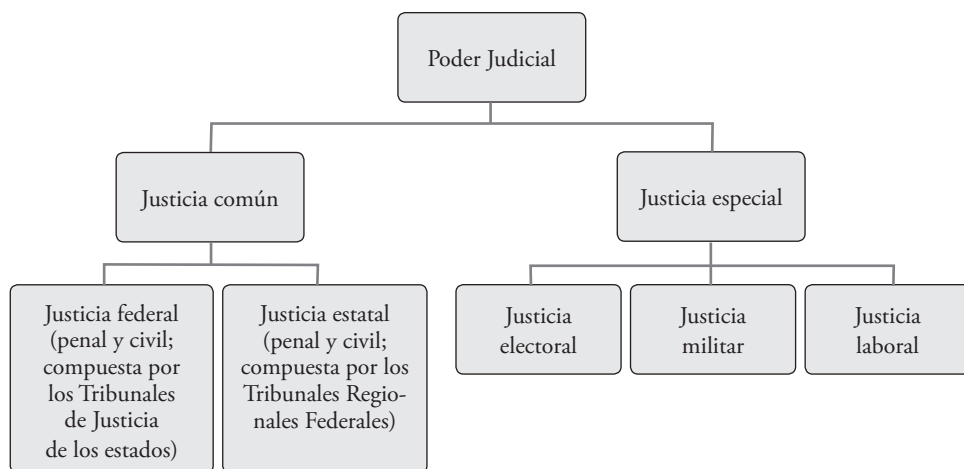 Poder Judicial
Justicia común
Justicia especial
Justicia federal
(penal y civil;
compuesta por
los Tribunales
de Justicia
de los estados)
Justicia estatal
(penal y civil;
compuesta por los
Tribunales Regio-
nales Federales)
Justicia
electoral
Justicia
militar
Justicia
laboral